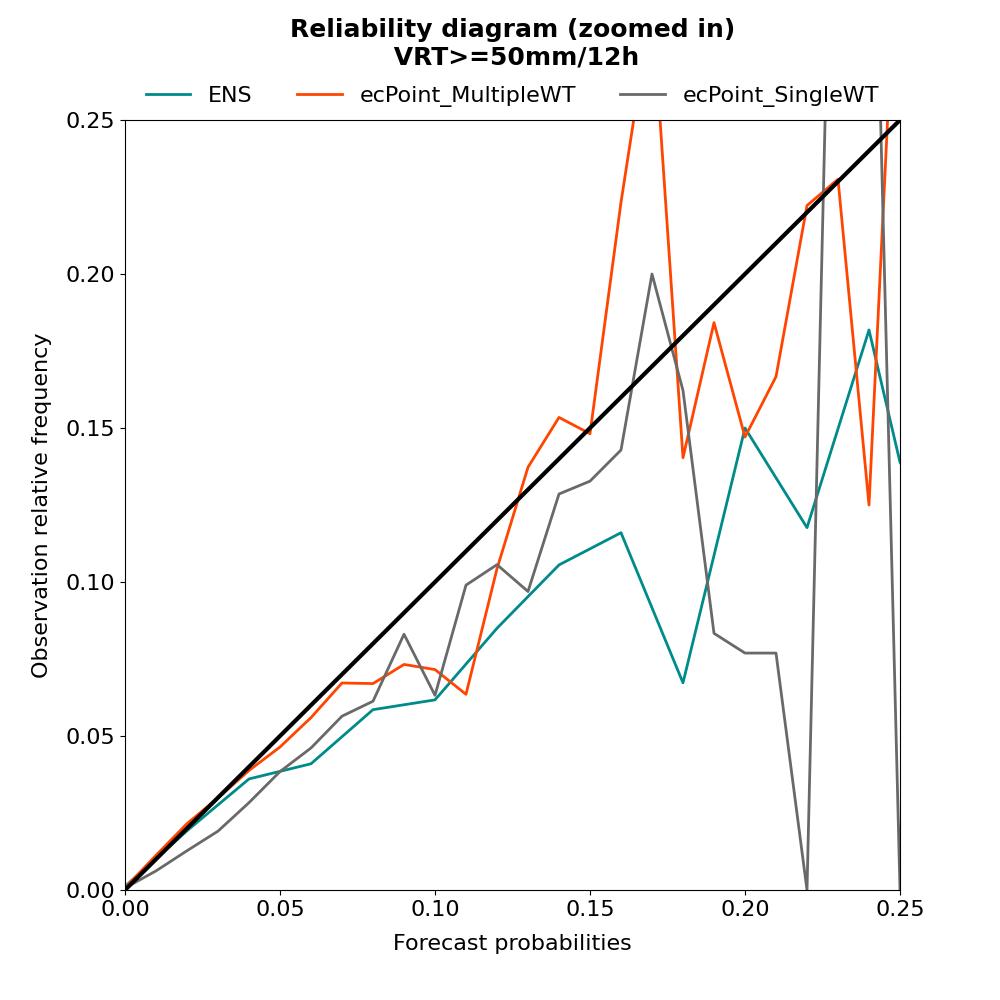 Reliability diagram (zoomed in)
VRT>=50mm/12h
ENS ecPoint_MultipleWT ecPoint_SingleWT
0.25
0.20
0.15
0.10
0.05
0.00
Observation relative frequency
0.00 0.05 0.10 0.15 0.20 0.25
Forecast probabilities